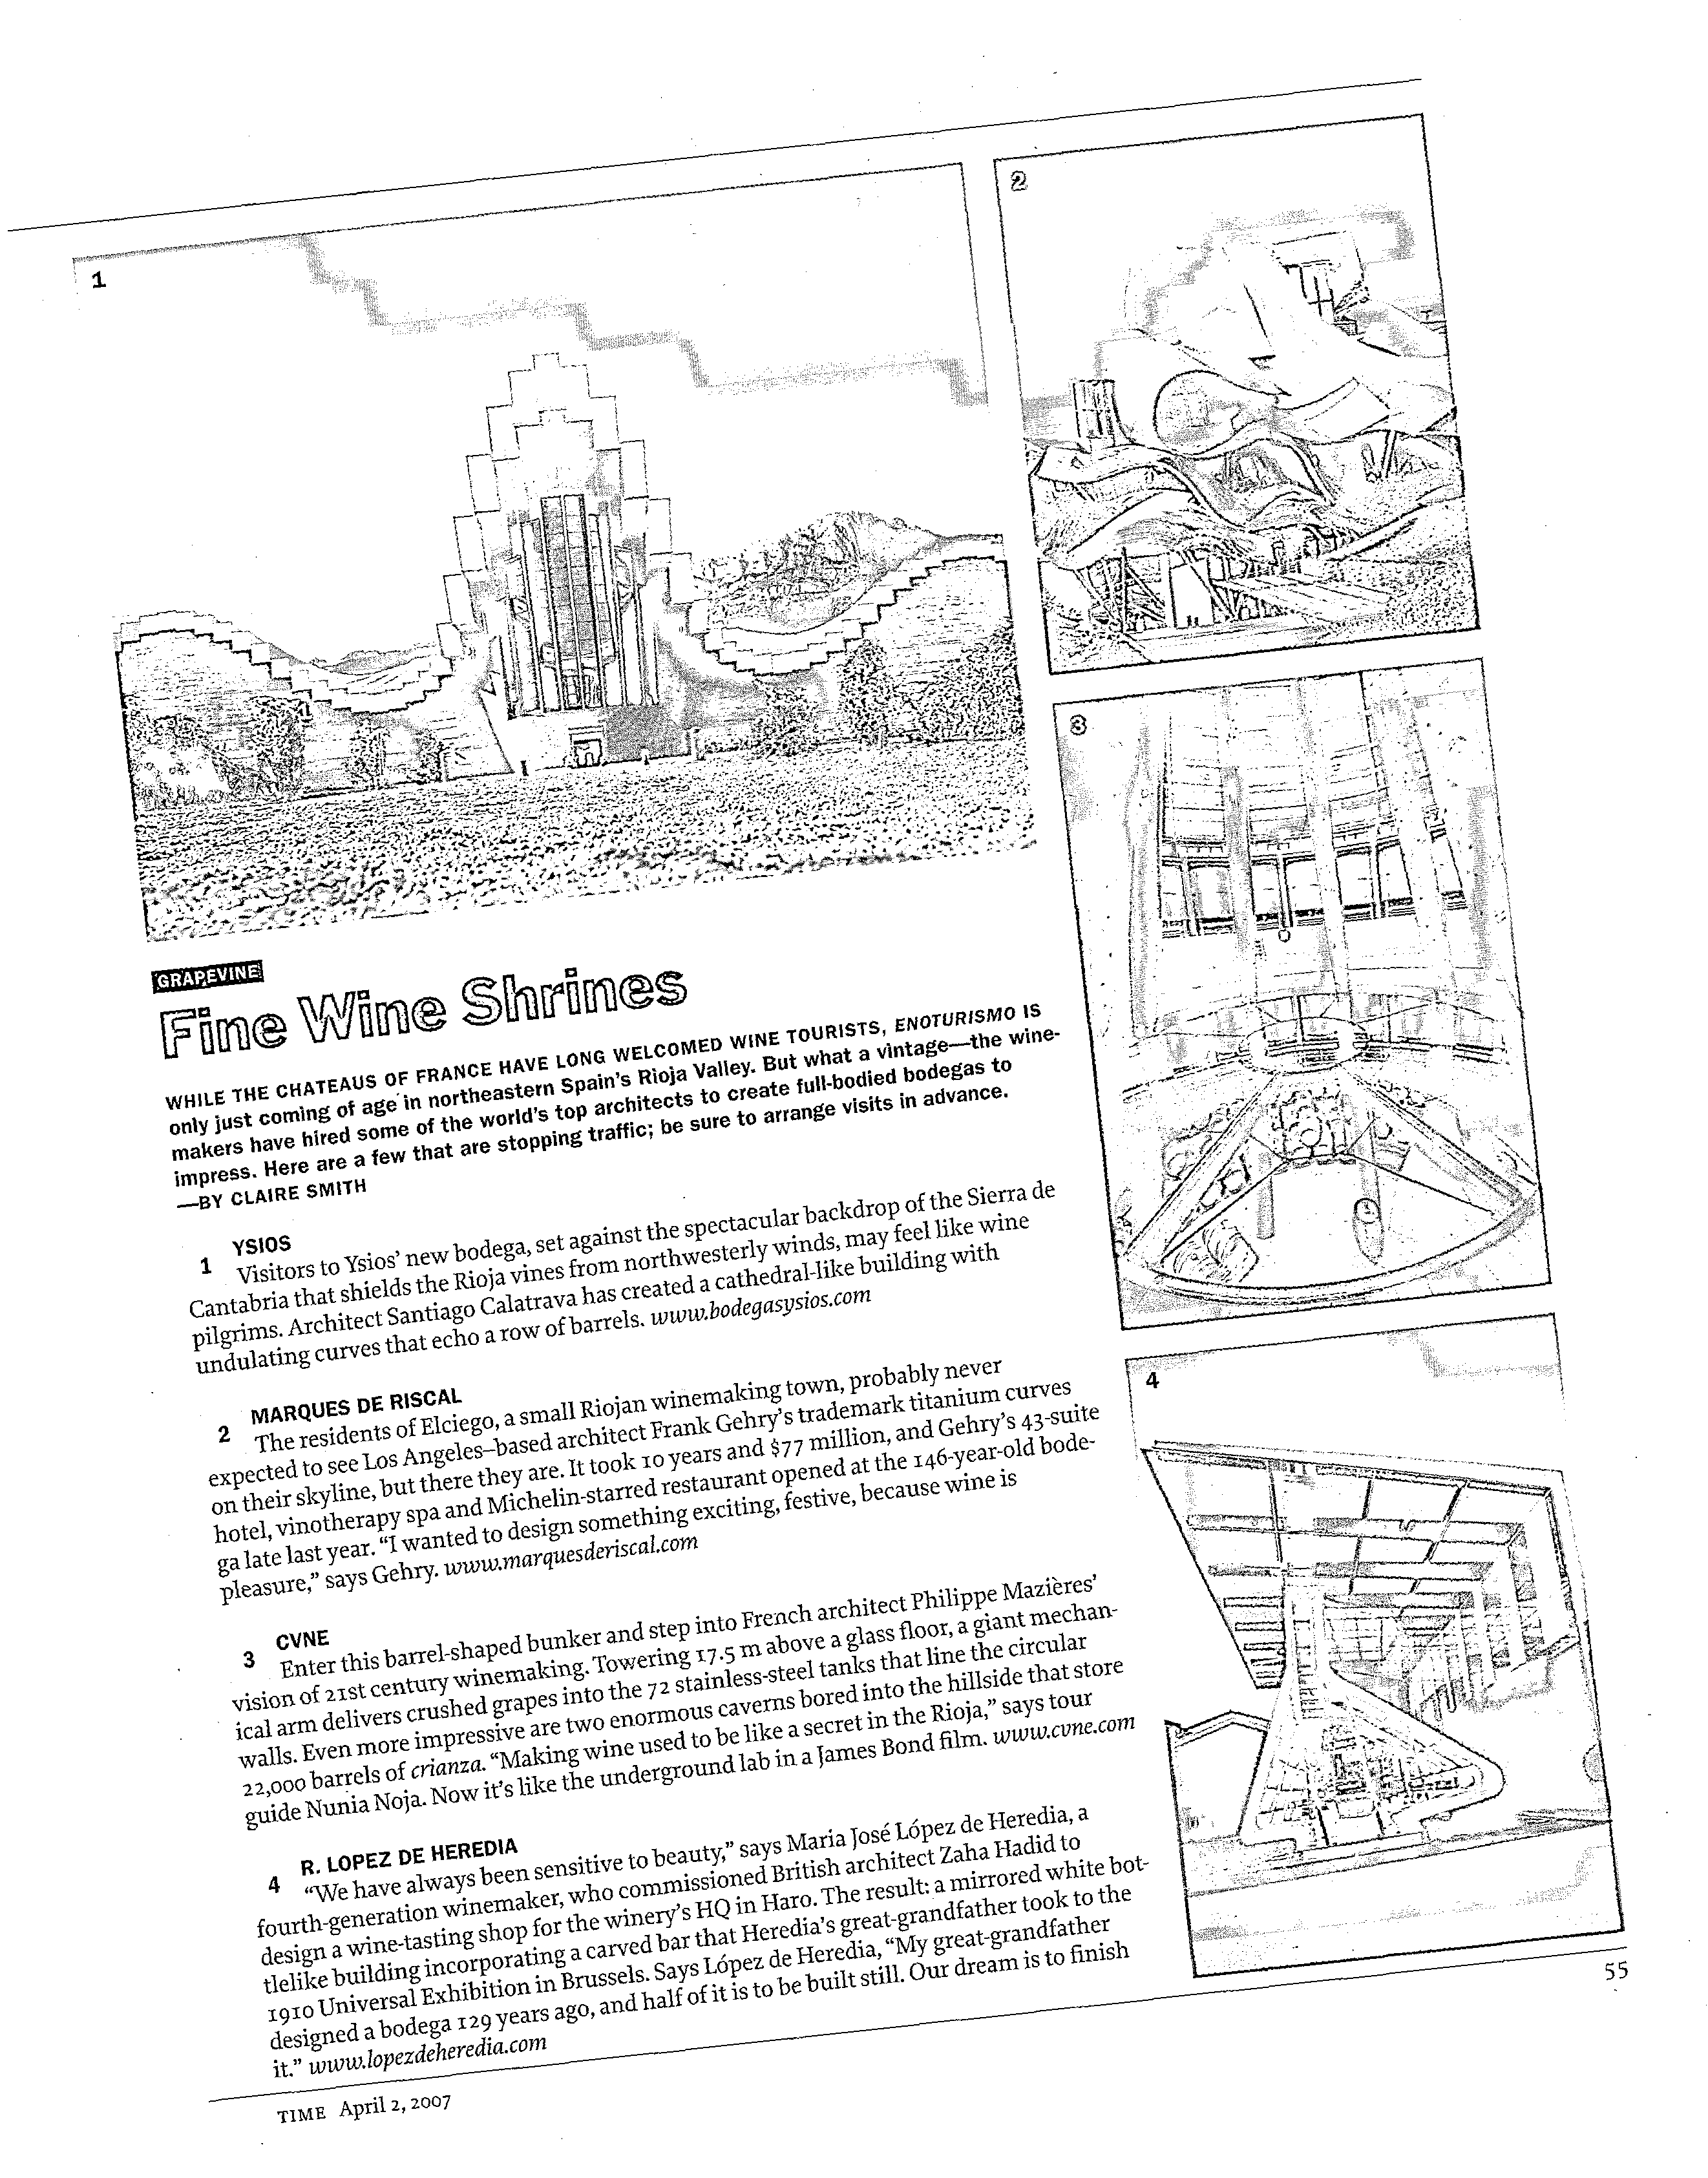 1
2
3
4
GRAPEVINE
Fine Wine Shrines
WHILE THE CHATEAUS OF FRANCE HAVE LONG WELCOMED WINE TOURISTS, ENOTURISMO IS
only just coming of age in northeastern Spain's Rioja Valley. But what a vintage—the wine-
makers have hired some of the world's top architects to create full-bodied bodegas to
impress. Here are a few that are stopping traffic; be sure to arrange visits in advance.
—BY CLAIRE SMITH
YSIOS
1 Visitors to Ysios' new bodega, set against the spectacular backdrop of the Sierra de
Cantabria that shields the Rioja vines from northwesterly winds, may feel like wine
pilgrims. Architect Santiago Calatrava has created a cathedral-like building with
undulating curves that echo a row of barrels. www.bodegasysios.com
MARQUES DE RISCAL
2 The residents of Elciego, a small Riojan winemaking town, probably never
expected to see Los Angeles–based architect Frank Gehry's trademark titanium curves
on their skyline, but there they are. It took 10 years and $77 million, and Gehry's 43-suite
hotel, vinotherapy spa and Michelin-starred restaurant opened at the 146-year-old bode-
ga late last year. "I wanted to design something exciting, festive, because wine is
pleasure," says Gehry. www.marquesderiscal.com
CVNE
3 Enter this barrel-shaped bunker and step into French architect Philippe Mazières'
vision of 21st century winemaking. Towering 17.5 m above a glass floor, a giant mechan-
ical arm delivers crushed grapes into the 72 stainless-steel tanks that line the circular
walls. Even more impressive are two enormous caverns bored into the hillside that store
22,000 barrels of crianza. "Making wine used to be like a secret in the Rioja," says tour
guide Nunia Noja. Now it's like the underground lab in a James Bond film. www.cvne.com
R. LOPEZ DE HEREDIA
4 "We have always been sensitive to beauty," says Maria José López de Heredia, a
fourth-generation winemaker, who commissioned British architect Zaha Hadid to
design a wine-tasting shop for the winery's HQ in Haro. The result: a mirrored white bot-
tlelike building incorporating a carved bar that Heredia's great-grandfather took to the
1910 Universal Exhibition in Brussels. Says López de Heredia, "My great-grandfather
designed a bodega 129 years ago, and half of it is to be built still. Our dream is to finish
it." www.lopezdeheredia.com
TIME April 2, 2007
55